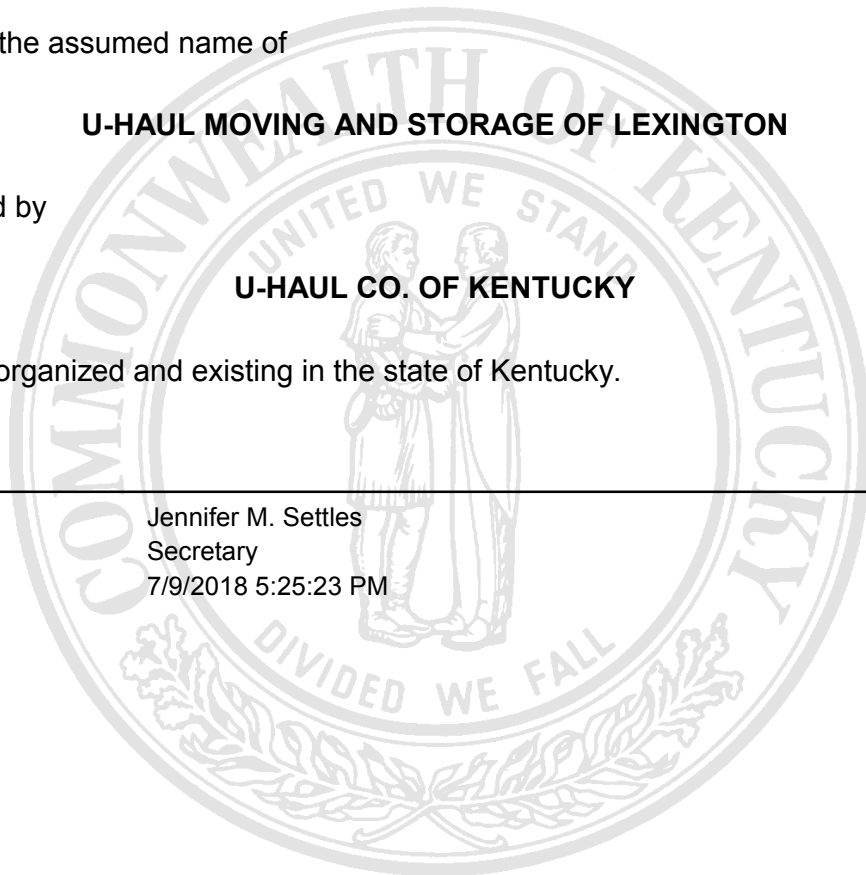 the assumed name of
U-HAUL MOVING AND STORAGE OF LEXINGTON
d by
U-HAUL CO. OF KENTUCKY
organized and existing in the state of Kentucky.
Jennifer M. Settles
Secretary
7/9/2018 5:25:23 PM
COMMONWEALTH OF KENTUCKY
UNITED WE STAND
DIVIDED WE FALL